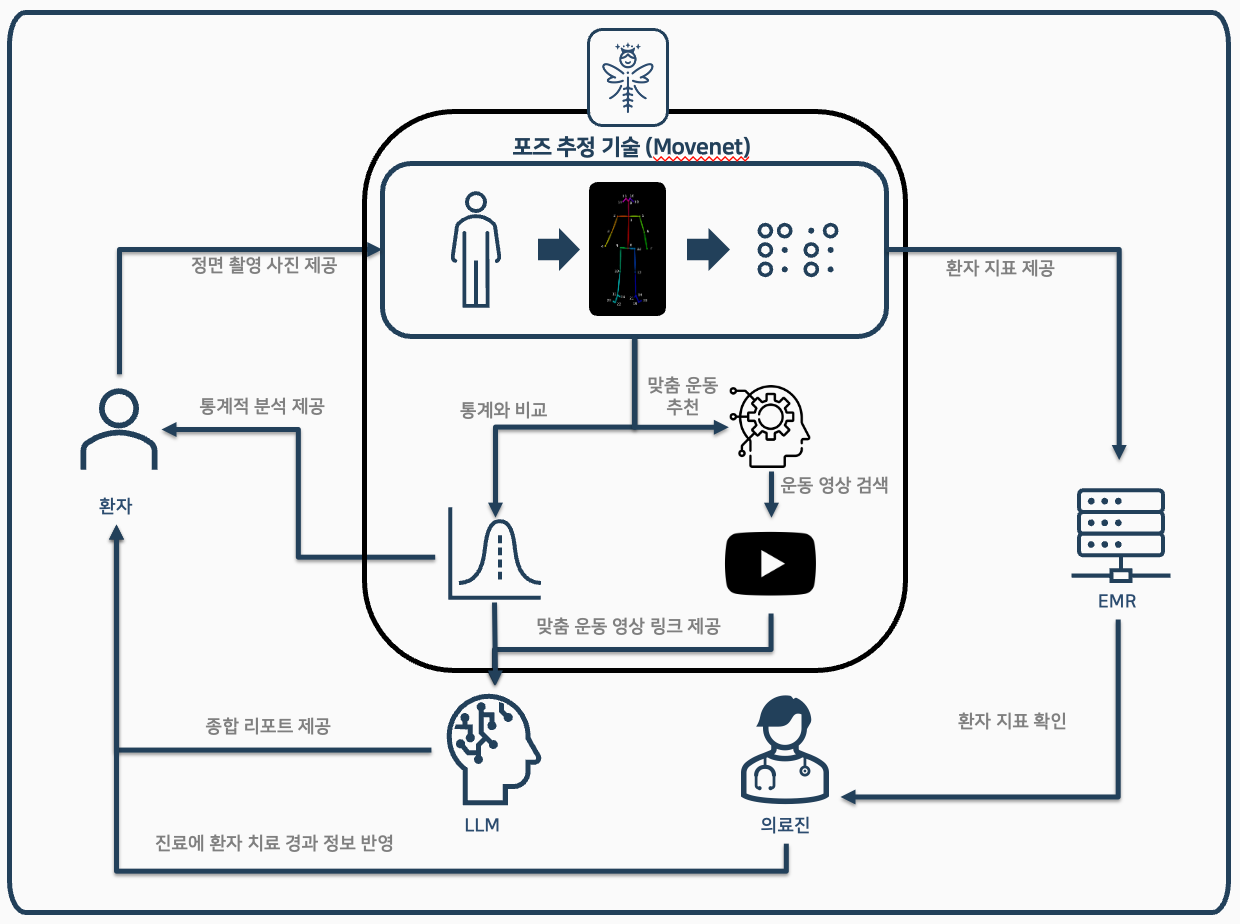 포즈 추정 기술 (Movenet)
정면 촬영 사진 제공
환자 지표 제공
맞춤 운동
추천
통계적 분석 제공
통계와 비교
운동 영상 검색
환자
EMR
맞춤 운동 영상 링크 제공
종합 리포트 제공
환자 지표 확인
LLM
의료진
진료에 환자 치료 경과 정보 반영